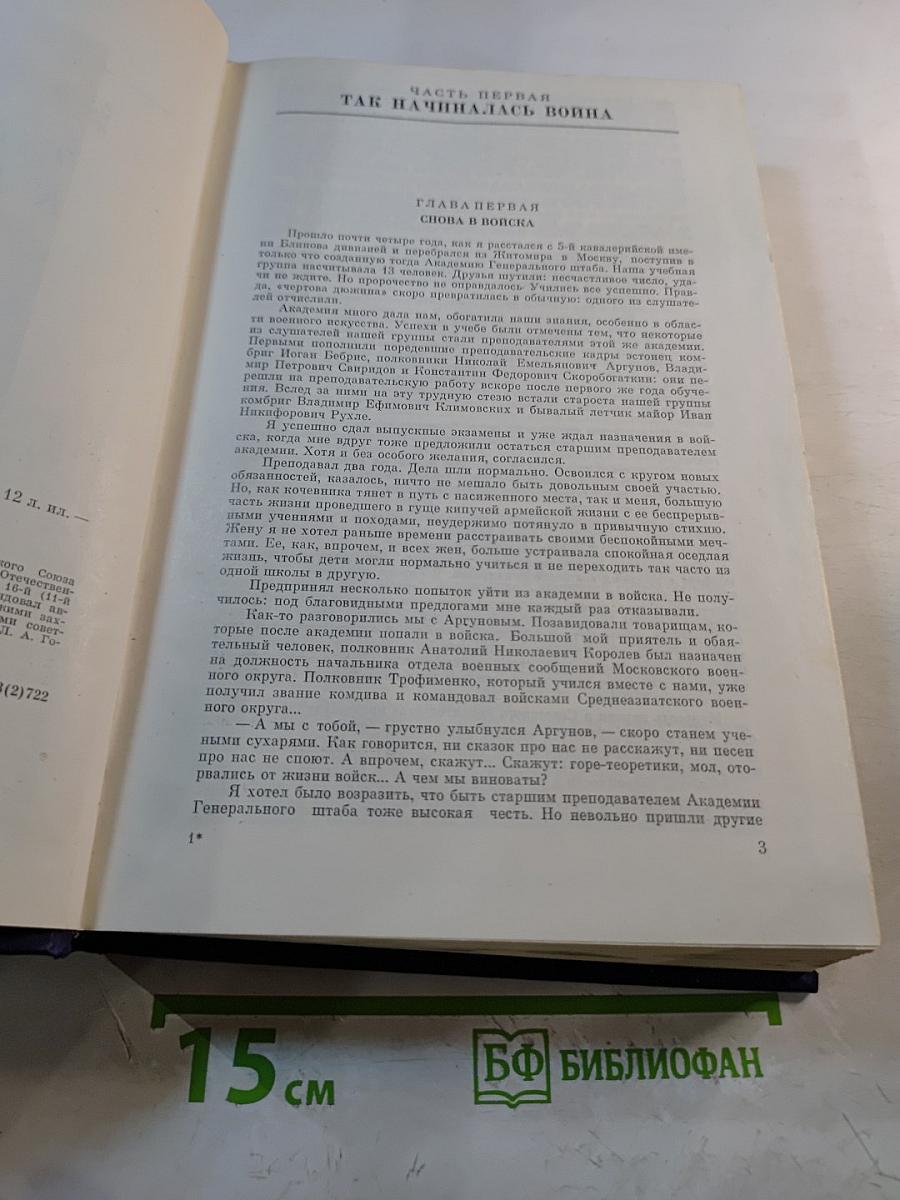 12 л. ил. —
кого Союза
Отечествен-
16-й (11-й
ндовал ав-
кими зах-
ми совет-
Л. А. Го-
3(2)722
ЧАСТЬ ПЕРВАЯ
ТАК НАЧИНАЛАСЬ ВОЙНА
ГЛАВА ПЕРВАЯ
СНОВА В ВОЙСКА
Прошло почти четыре года, как я расстался с 5-й кавалерийской име-
ни Блинова дивизией и перебрался из Житомира в Москву, поступив в
только что созданную тогда Академию Генерального штаба. Наша учебная
группа насчитывала 13 человек. Друзья шутили: несчастливое число, уда-
чи не ждите. Но пророчество не оправдалось Учились все успешно. Прав-
да, «чертова дюжина» скоро превратилась в обычную: одного из слушате-
лей отчислили.
Академия много дала нам, обогатила наши знания, особенно в облас-
ти военного искусства. Успехи в учебе были отмечены тем, что некоторые
из слушателей нашей группы стали преподавателями этой же академии.
Первыми пополнили поредевшие преподавательские кадры эстонец ком-
бриг Иоган Бебрис, полковники Николай Емельянович Аргунов, Влади-
мир Петрович Свиридов и Константин Федорович Скоробогаткин: они пе-
решли на преподавательскую работу вскоре после первого же года обуче-
ния. Вслед за ними на эту трудную стезю встали староста нашей группы
комбриг Владимир Ефимович Климовских и бывалый летчик майор Иван
Никифорович Рухле.
Я успешно сдал выпускные экзамены и уже ждал назначения в вой-
ска, когда мне вдруг тоже предложили остаться старшим преподавателем
академии. Хотя и без особого желания, согласился.
Преподавал два года. Дела шли нормально. Освоился с кругом новых
обязанностей, казалось, ничто не мешало быть довольным своей участью.
Но, как кочевника тянет в путь с насиженного места, так и меня, большую
часть жизни проведшего в гуще кипучей армейской жизни с ее беспрерыв-
ными учениями и походами, неудержимо потянуло в привычную стихию.
Жену я не хотел раньше времени расстраивать своими беспокойными меч-
тами. Ее, как, впрочем, и всех жен, больше устраивала спокойная оседлая
жизнь, чтобы дети могли нормально учиться и не переходить так часто из
одной школы в другую.
Предпринял несколько попыток уйти из академии в войска. Не полу-
чилось: под благовидными предлогами мне каждый раз отказывали.
Как-то разговорились мы с Аргуновым. Позавидовали товарищам, ко-
торые после академии попали в войска. Большой мой приятель и обая-
тельный человек, полковник Анатолий Николаевич Королев был назначен
на должность начальника отдела военных сообщений Московского воен-
ного округа. Полковник Трофименко, который учился вместе с нами, уже
получил звание комдива и командовал войсками Среднеазиатского воен-
ного округа...
— А мы с тобой, — грустно улыбнулся Аргунов, — скоро станем уче-
ными сухарями. Как говорится, ни сказок про нас не расскажут, ни песен
про нас не споют. А впрочем, скажут... Скажут: горе-теоретики, мол, ото-
рвались от жизни войск... А чем мы виноваты?
Я хотел было возразить, что быть старшим преподавателем Академии
Генерального штаба тоже высокая честь. Но невольно пришли другие
1*
3
15 см
БФ БИБЛИОФАН